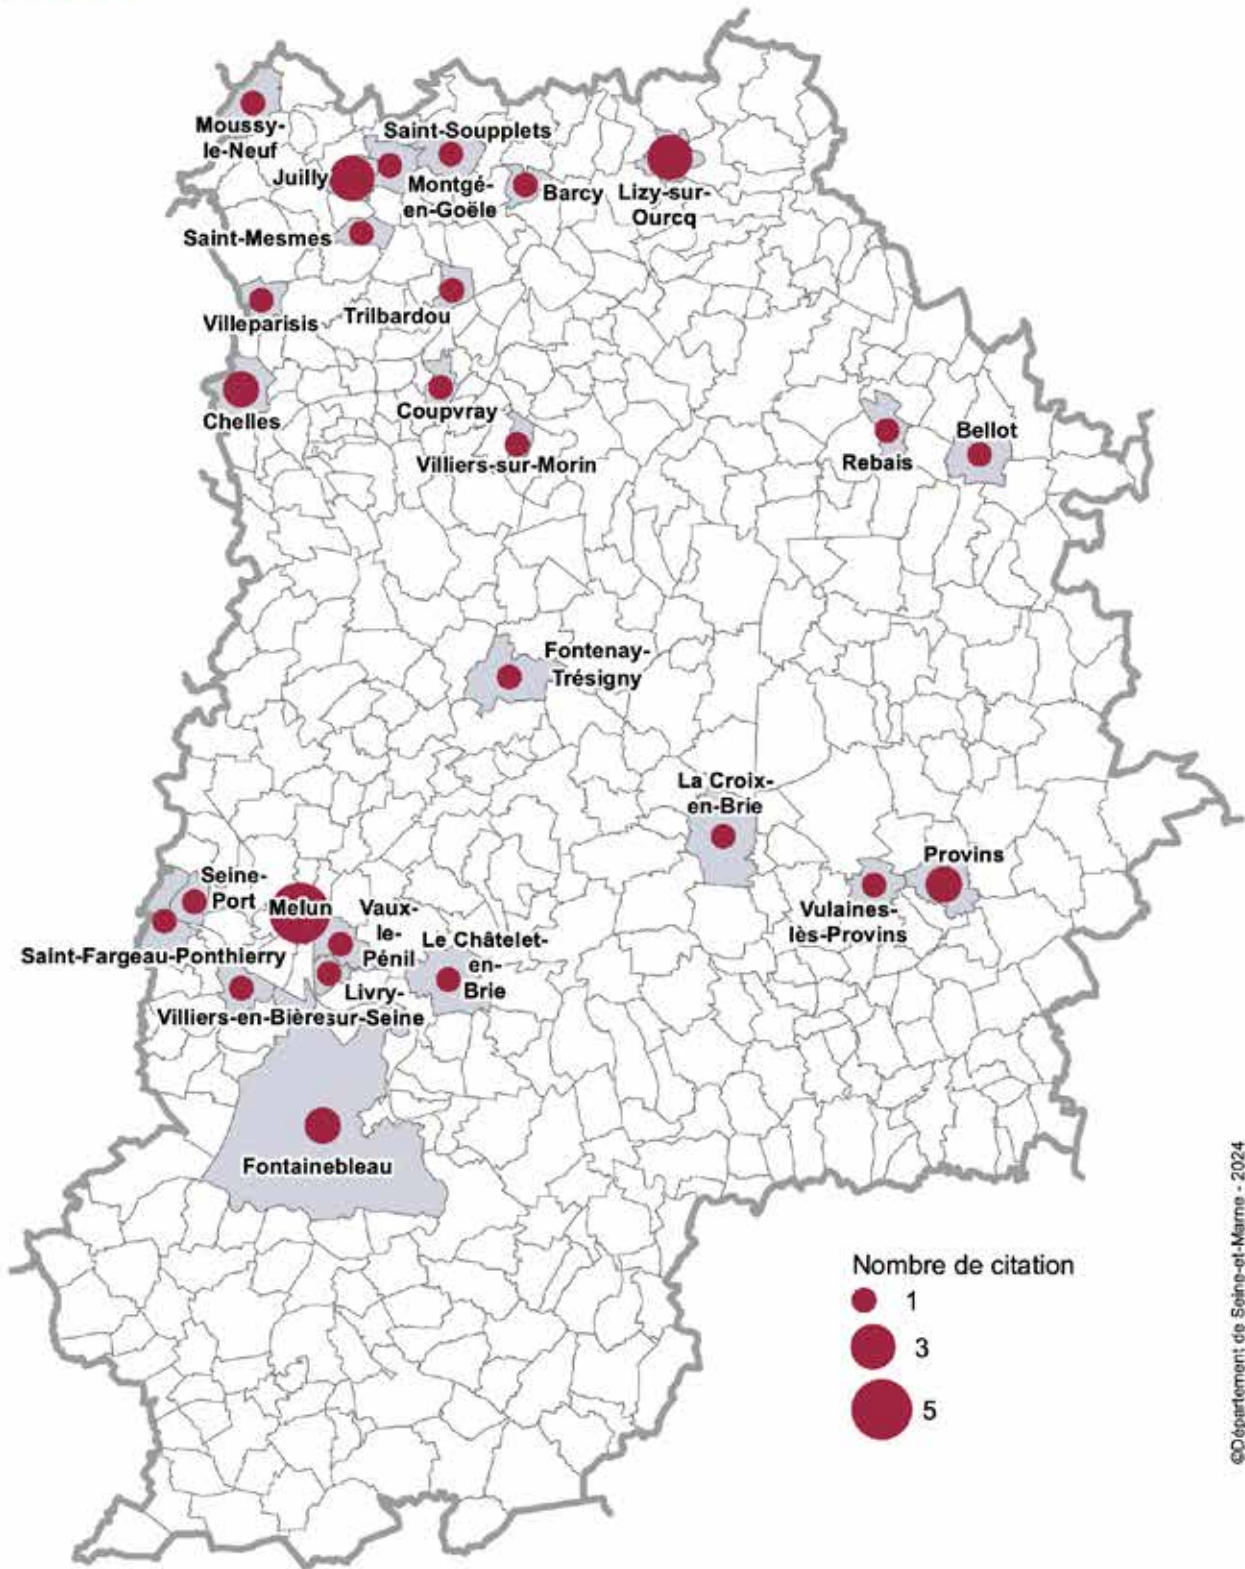 Moussy-
le-Neuf
Saint-Soupplets
Juilly
Montgé-
en-Goële
Barcy
Lizy-sur-
Ourcq
Saint-Mesmes
Villeparisis
Trilbardou
Chelles
Coupvray
Villiers-sur-Morin
Rebais
Bellot
Fontenay-
Trésigny
La Croix-
en-Brie
Provins
Vulaines-
lès-Provins
Seine-
Port
Melun
Vaux-
le-
Pénil
Le Châtelet-
en-
Brie
Saint-Fargeau-Ponthierry
Livry-
sur-Seine
Villiers-en-Bière
Fontainebleau
Nombre de citation
1
3
5
©Département de Seine-et-Marne - 2024